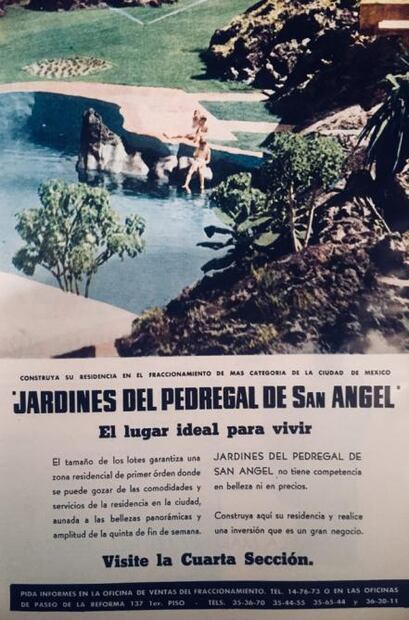 CONSTRUYA SU RESIDENCIA EN EL FRACCIONAMIENTO DE MAS CATEGORIA DE LA CIUDAD DE MEXICO
"JARDINES DEL PEDREGAL DE SAN ANGEL"
El lugar ideal para vivir
El tamaño de los lotes garantiza una
zona residencial de primer órden donde
se puede gozar de las comodidades y
servicios de la residencia en la ciudad,
aunada a las bellezas panorámicas y
amplitud de la quinta de fin de semana.
JARDINES DEL PEDREGAL DE
SAN ANGEL no tiene competencia
en belleza ni en precios.
Construya aquí su residencia y realice
una inversión que es un gran negocio.
Visite la Cuarta Sección.
PIDA INFORMES EN LA OFICINA DE VENTAS DEL FRACCIONAMIENTO. TEL. 14-76-73 O EN LAS OFICINAS
DE PASEO DE LA REFORMA 137 1er. PISO - TELS. 35-36-70 35-44-55 35-65-44 y 36-30-11